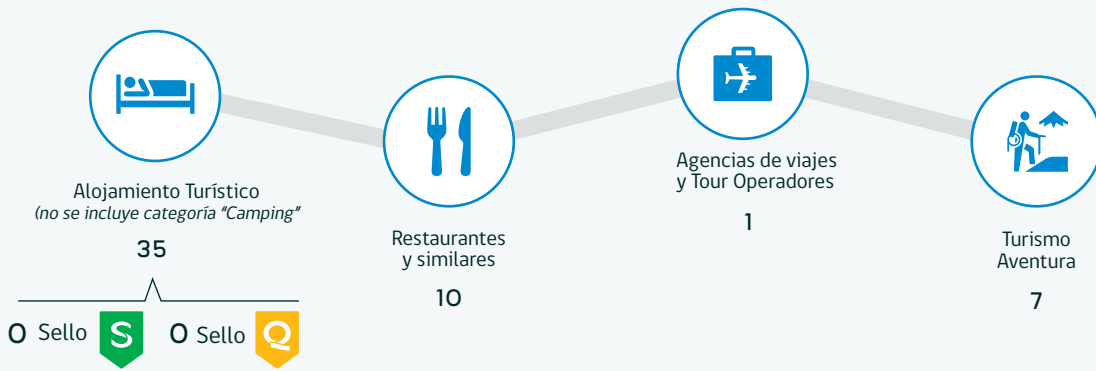 Alojamiento Turístico
(no se incluye categoría "Camping"
35
0 Sello S 0 Sello Q
Restaurantes
y similares
10
Agencias de viajes
y Tour Operadores
1
Turismo
Aventura
7